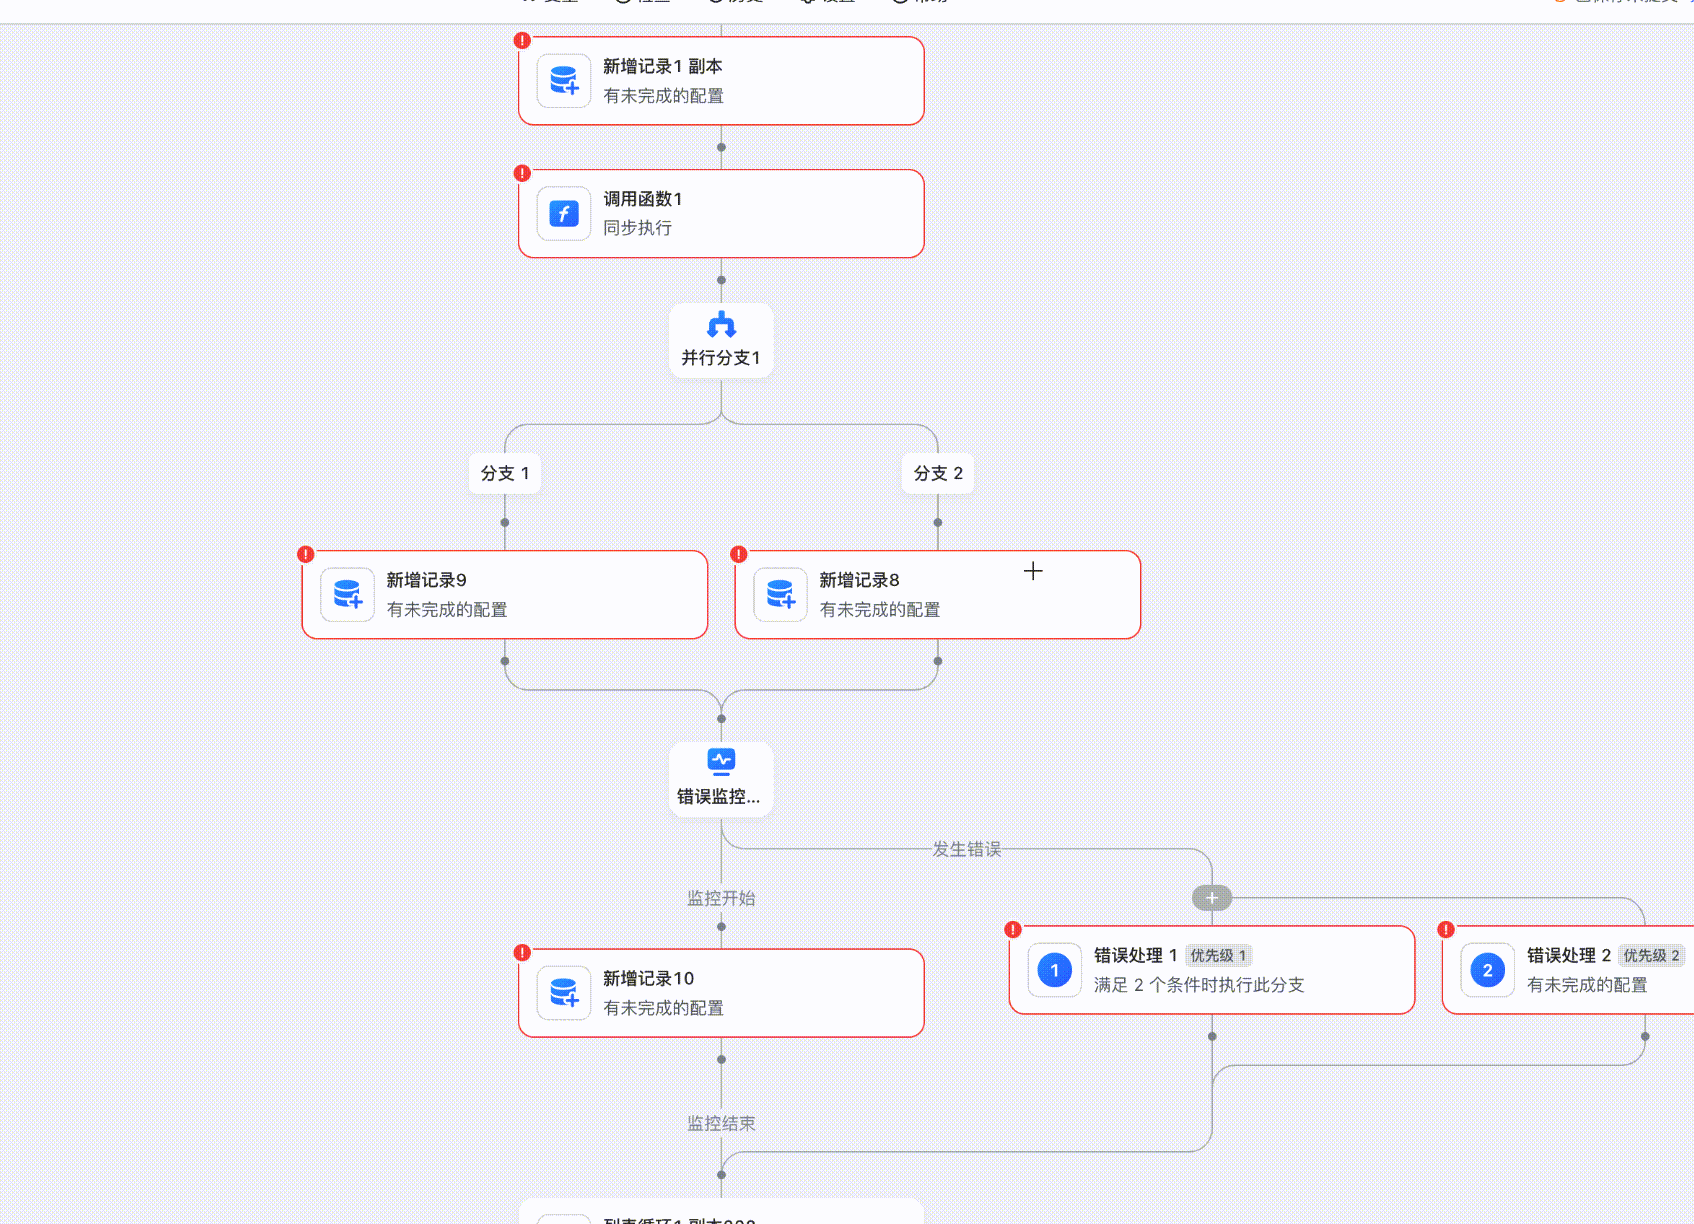 新增记录1 副本
有未完成的配置
调用函数1
同步执行
并行分支1
分支 1
分支 2
新增记录9
有未完成的配置
新增记录8
有未完成的配置
错误监控...
发生错误
监控开始
新增记录10
有未完成的配置
1
错误处理 1 优先级 1
满足 2 个条件时执行此分支
2
错误处理 2 优先级 2
有未完成的配置
监控结束